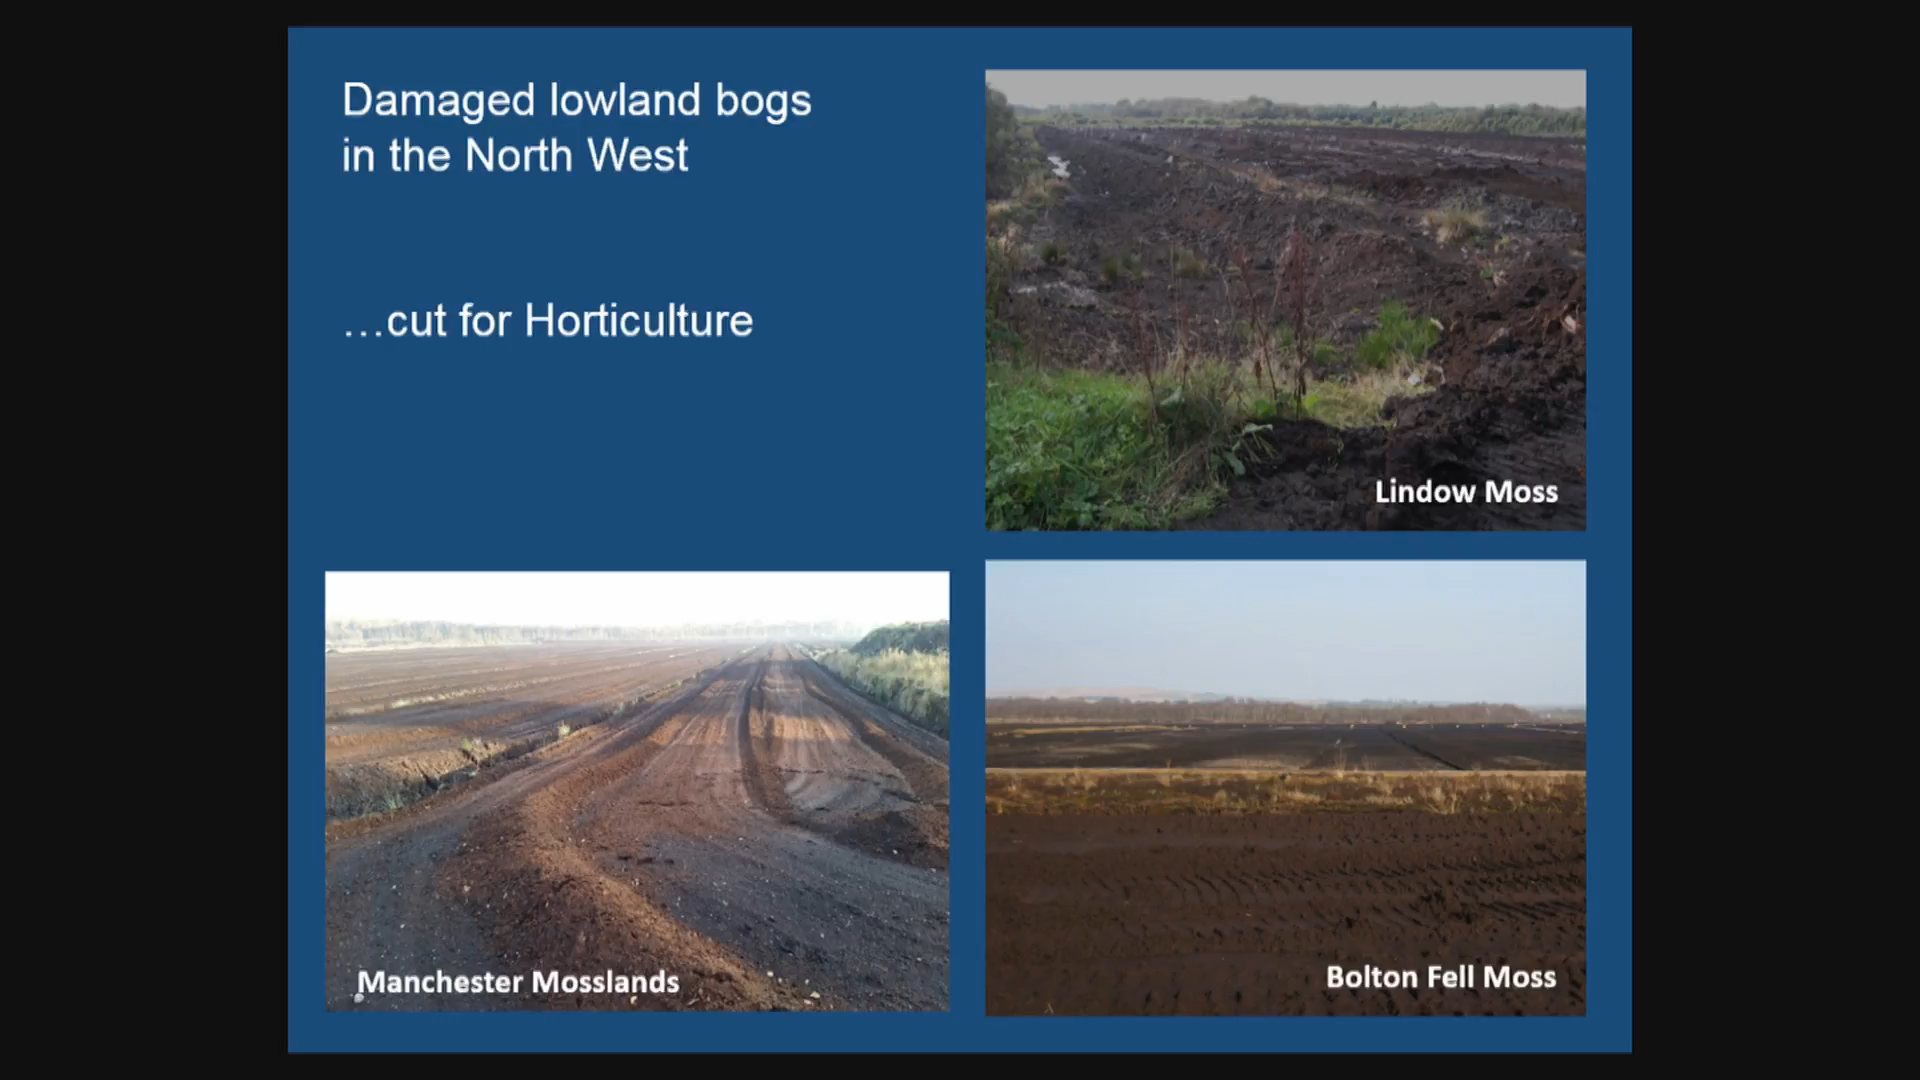 Damaged lowland bogs
in the North West
…cut for Horticulture
Lindow Moss
Manchester Mosslands
Bolton Fell Moss